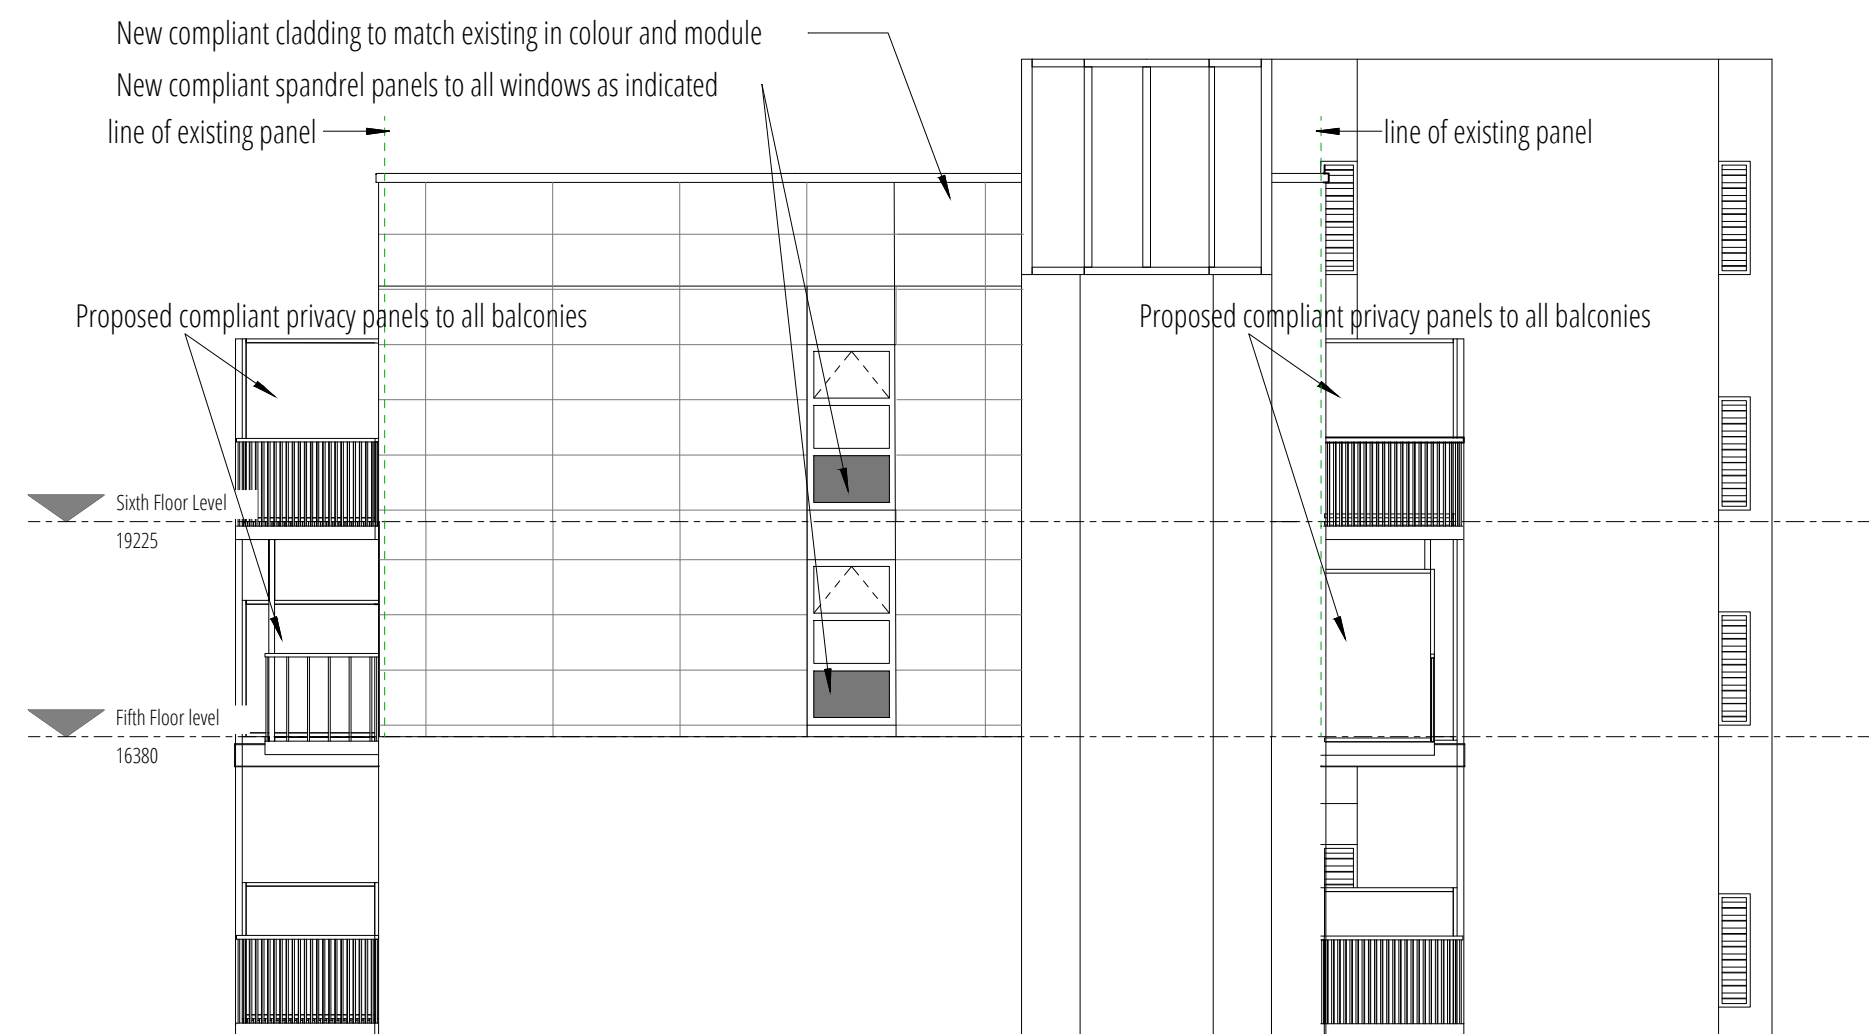 New compliant cladding to match existing in colour and module
New compliant spandrel panels to all windows as indicated
line of existing panel
line of existing panel
Proposed compliant privacy panels to all balconies
Proposed compliant privacy panels to all balconies
Sixth Floor Level
19225
Fifth Floor level
16380